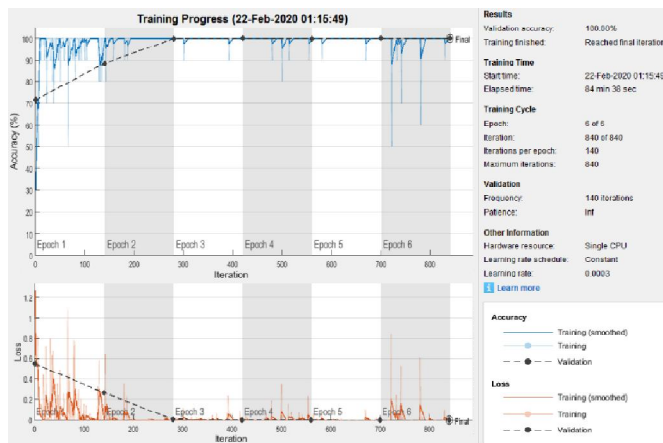 Training Progress (22-Feb-2020 01:15:49)
Accuracy (%)
100
90
80
70
60
50
40
30
20
10
0
Final
Epoch 1
Epoch 2
Epoch 3
Epoch 4
Epoch 5
Epoch 6
0
100
200
300
400
500
600
700
800
Iteration
Loss
1.2
1
0.8
0.6
0.4
0.2
0
Epoch 1
Epoch 2
Epoch 3
Epoch 4
Epoch 5
Epoch 6
Final
0
100
200
300
400
500
600
700
800
Iteration
Results
Validation accuracy: 100.00%
Training finished: Reached final iteration
Training Time
Start time: 22-Feb-2020 01:15:49
Elapsed time: 84 min 38 sec
Training Cycle
Epoch: 6 of 6
Iteration: 840 of 840
Iterations per epoch: 140
Maximum iterations: 840
Validation
Frequency: 140 iterations
Patience: Inf
Other Information
Hardware resource: Single CPU
Learning rate schedule: Constant
Learning rate: 0.0003
i Learn more
Accuracy
Training (smoothed)
Training
Validation
Loss
Training (smoothed)
Training
Validation